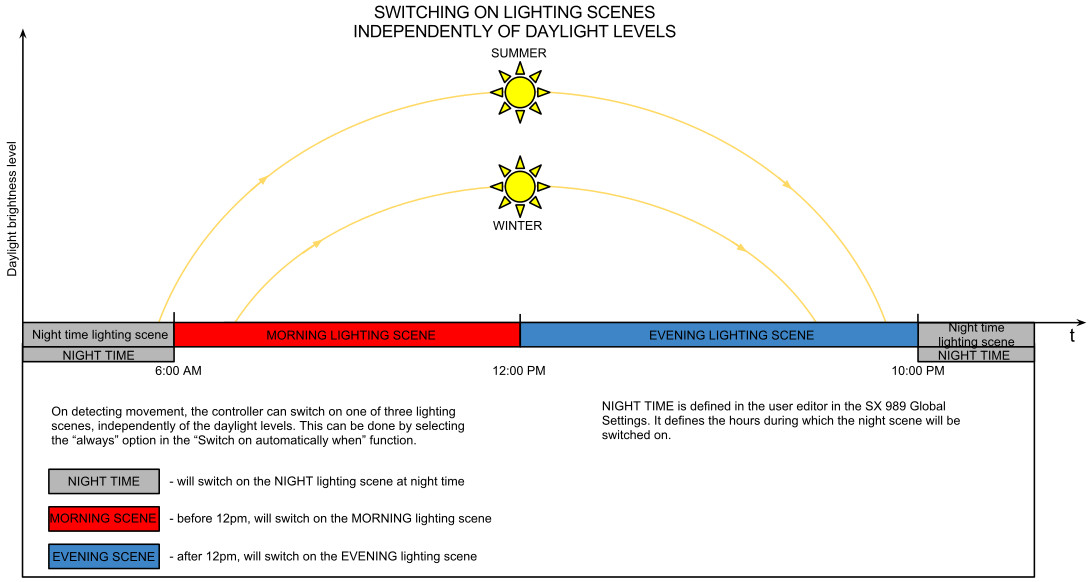 SWITCHING ON LIGHTING SCENES
INDEPENDENTLY OF DAYLIGHT LEVELS
SUMMER
WINTER
Daylight brightness level
Night time lighting scene
MORNING LIGHTING SCENE
EVENING LIGHTING SCENE
Night time
lighting scene
t
NIGHT TIME
NIGHT TIME
6:00 AM
12:00 PM
10:00 PM
On detecting movement, the controller can switch on one of three lighting
scenes, independently of the daylight levels. This can be done by selecting
the “always” option in the “Switch on automatically when” function.
NIGHT TIME is defined in the user editor in the SX 989 Global
Settings. It defines the hours during which the night scene will be
switched on.
NIGHT TIME - will switch on the NIGHT lighting scene at night time
MORNING SCENE - before 12pm, will switch on the MORNING lighting scene
EVENING SCENE - after 12pm, will switch on the EVENING lighting scene